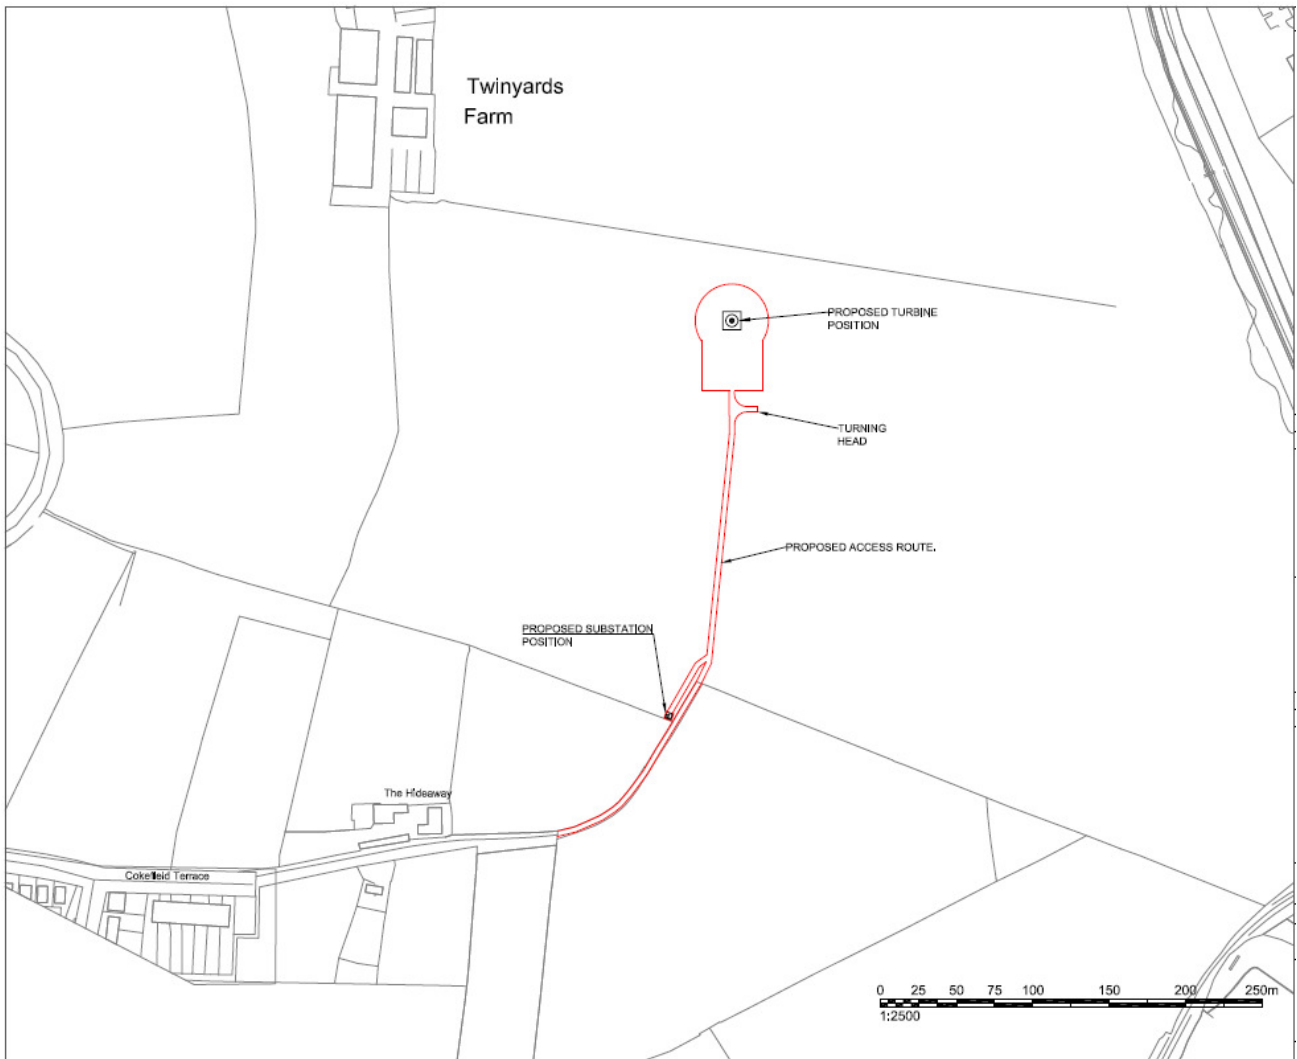 Twinyards
Farm
PROPOSED TURBINE
POSITION
TURNING
HEAD
PROPOSED ACCESS ROUTE.
PROPOSED SUBSTATION
POSITION
The Hideaway
Cokefield Terrace
0 25 50 75 100 150 200 250m
1:2500